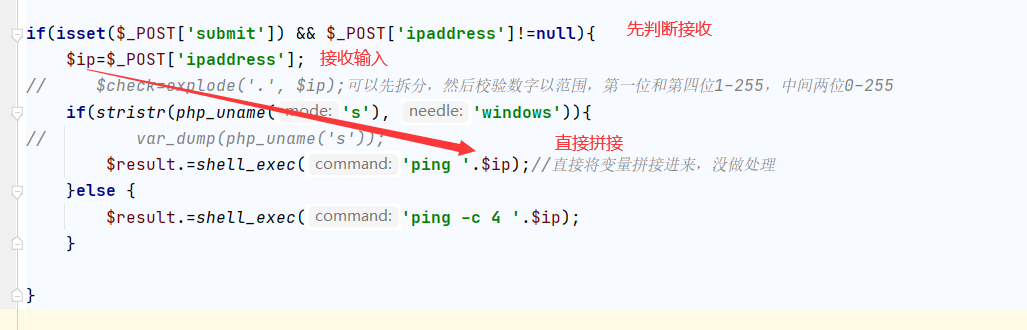 if(isset($_POST['submit']) && $_POST['ipaddress']!=null){ 先判断接收
$ip=$_POST['ipaddress']; 接收输入
// $check=explode('.', $ip);可以先拆分，然后校验数字以范围，第一位和第四位1-255，中间两位0-255
if(stristr(php_uname( mode: 's'), needle: 'windows')){
// var_dump(php_uname('s'));
直接拼接
$result.=shell_exec( command: 'ping '.$ip);//直接将变量拼接进来，没做处理
}else {
$result.=shell_exec( command: 'ping -c 4 '.$ip);
}
}